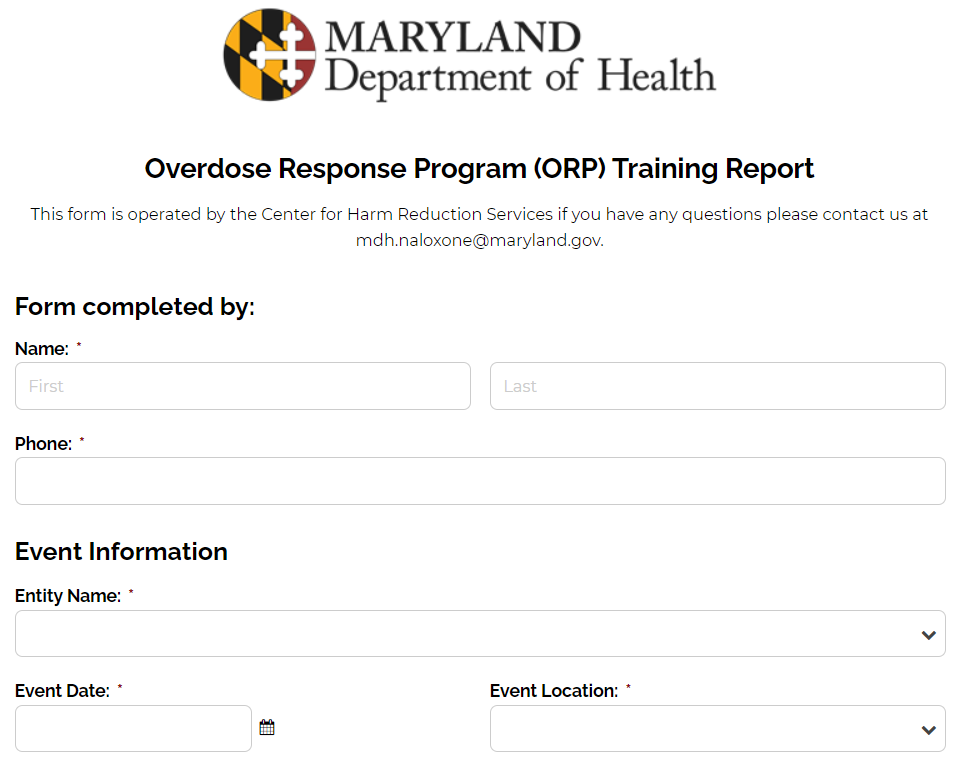 MARYLAND
Department of Health
Overdose Response Program (ORP) Training Report
This form is operated by the Center for Harm Reduction Services if you have any questions please contact us at
mdh.naloxone@maryland.gov.
Form completed by:
Name: *
First Last
Phone: *
Event Information
Entity Name: *
Event Date: * Event Location: *